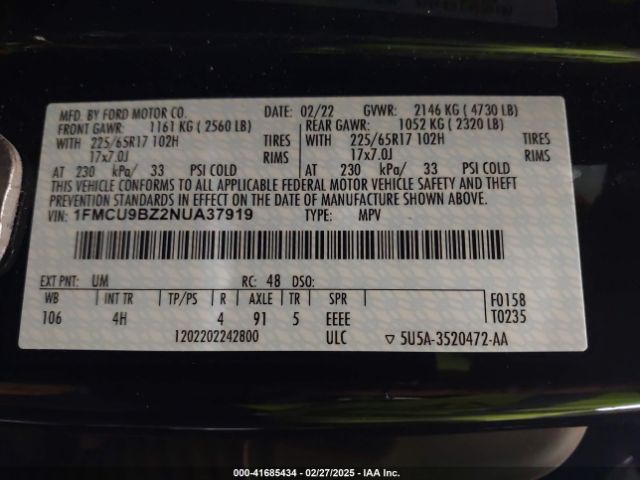 MFD. BY FORD MOTOR CO. DATE: 02/22 GVWR: 2146 KG ( 4730 LB)
FRONT GAWR: 1161 KG ( 2560 LB) REAR GAWR: 1052 KG ( 2320 LB)
WITH 225/65R17 102H TIRES WITH 225/65R17 102H TIRES
17x7.0J RIMS 17x7.0J RIMS
AT 230 kPa/ 33 PSI COLD AT 230 kPa/ 33 PSI COLD
THIS VEHICLE CONFORMS TO ALL APPLICABLE FEDERAL MOTOR VEHICLE SAFETY AND THEFT
PREVENTION STANDARDS IN EFFECT ON THE DATE OF MANUFACTURE SHOWN ABOVE.
VIN: 1FMCU9BZ2NUA37919 TYPE: MPV
EXT PNT: UM RC: 48 DSO:
WB INT TR TP/PS R AXLE TR SPR F0158
106 4H 4 91 5 EEEE T0235
1202202242800 ULC ▽ 5U5A-3520472-AA
000-41685434 | 02/27/2025 - IAA Inc.